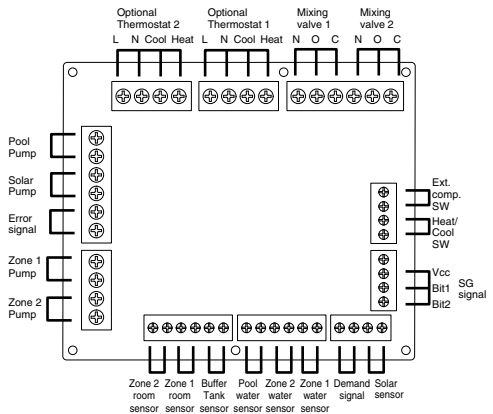 Optional Thermostat 2
Optional Thermostat 1
Mixing valve 1
Mixing valve 2
L N Cool Heat
L N Cool Heat
N O C
N O C
Pool Pump
Solar Pump
Error signal
Zone 1 Pump
Zone 2 Pump
Ext. comp. SW
Heat/ Cool SW
Vcc
Bit1
Bit2
SG signal
Zone 2 room sensor
Zone 1 room sensor
Buffer Tank sensor
Pool water sensor
Zone 2 water sensor
Zone 1 water sensor
Demand signal
Solar sensor